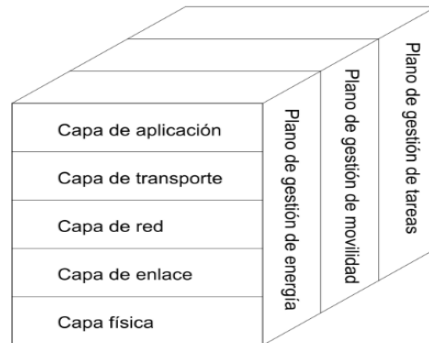 Capa de aplicación
Capa de transporte
Capa de red
Capa de enlace
Capa física
Plano de
gestión de
energía
Plano de
gestión de movilidad
Plano de
gestión de
tareas